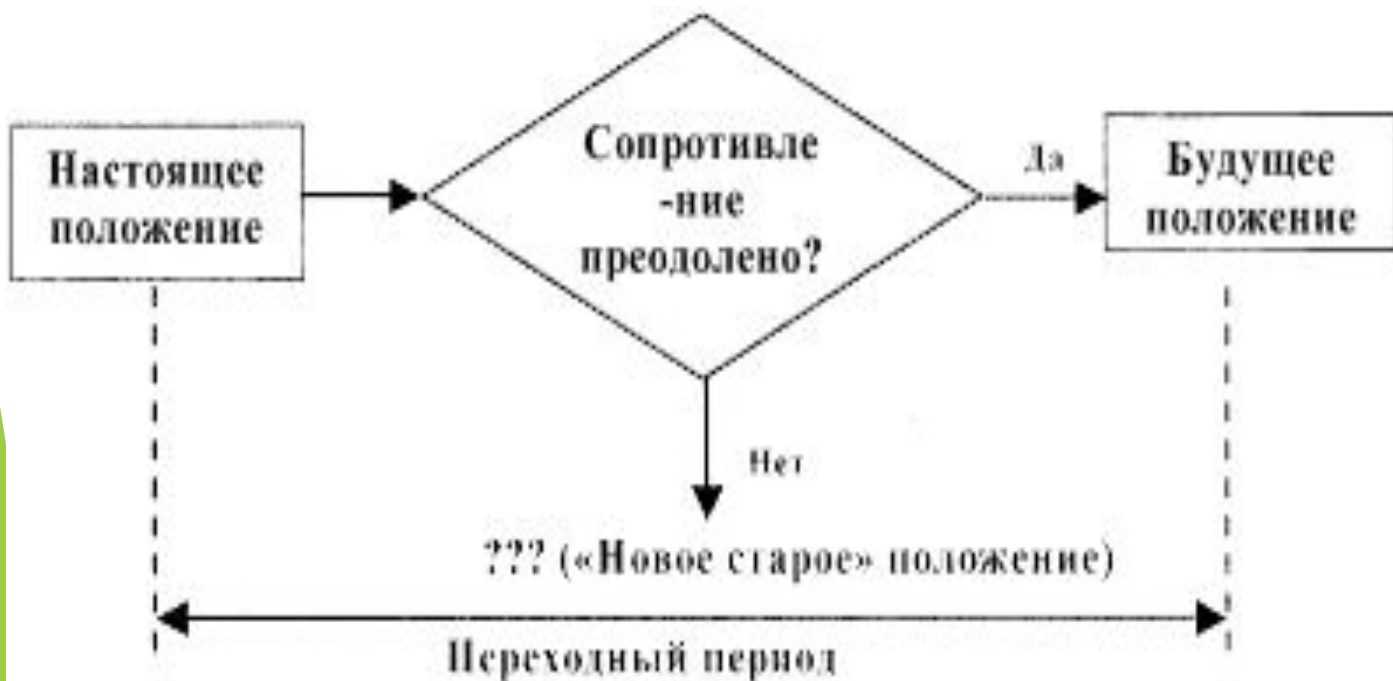 Настоящее
положение
Сопротивле
-ние
преодолено?
Да
Будущее
положение
Нет
??? («Новое старое» положение)
Переходный период